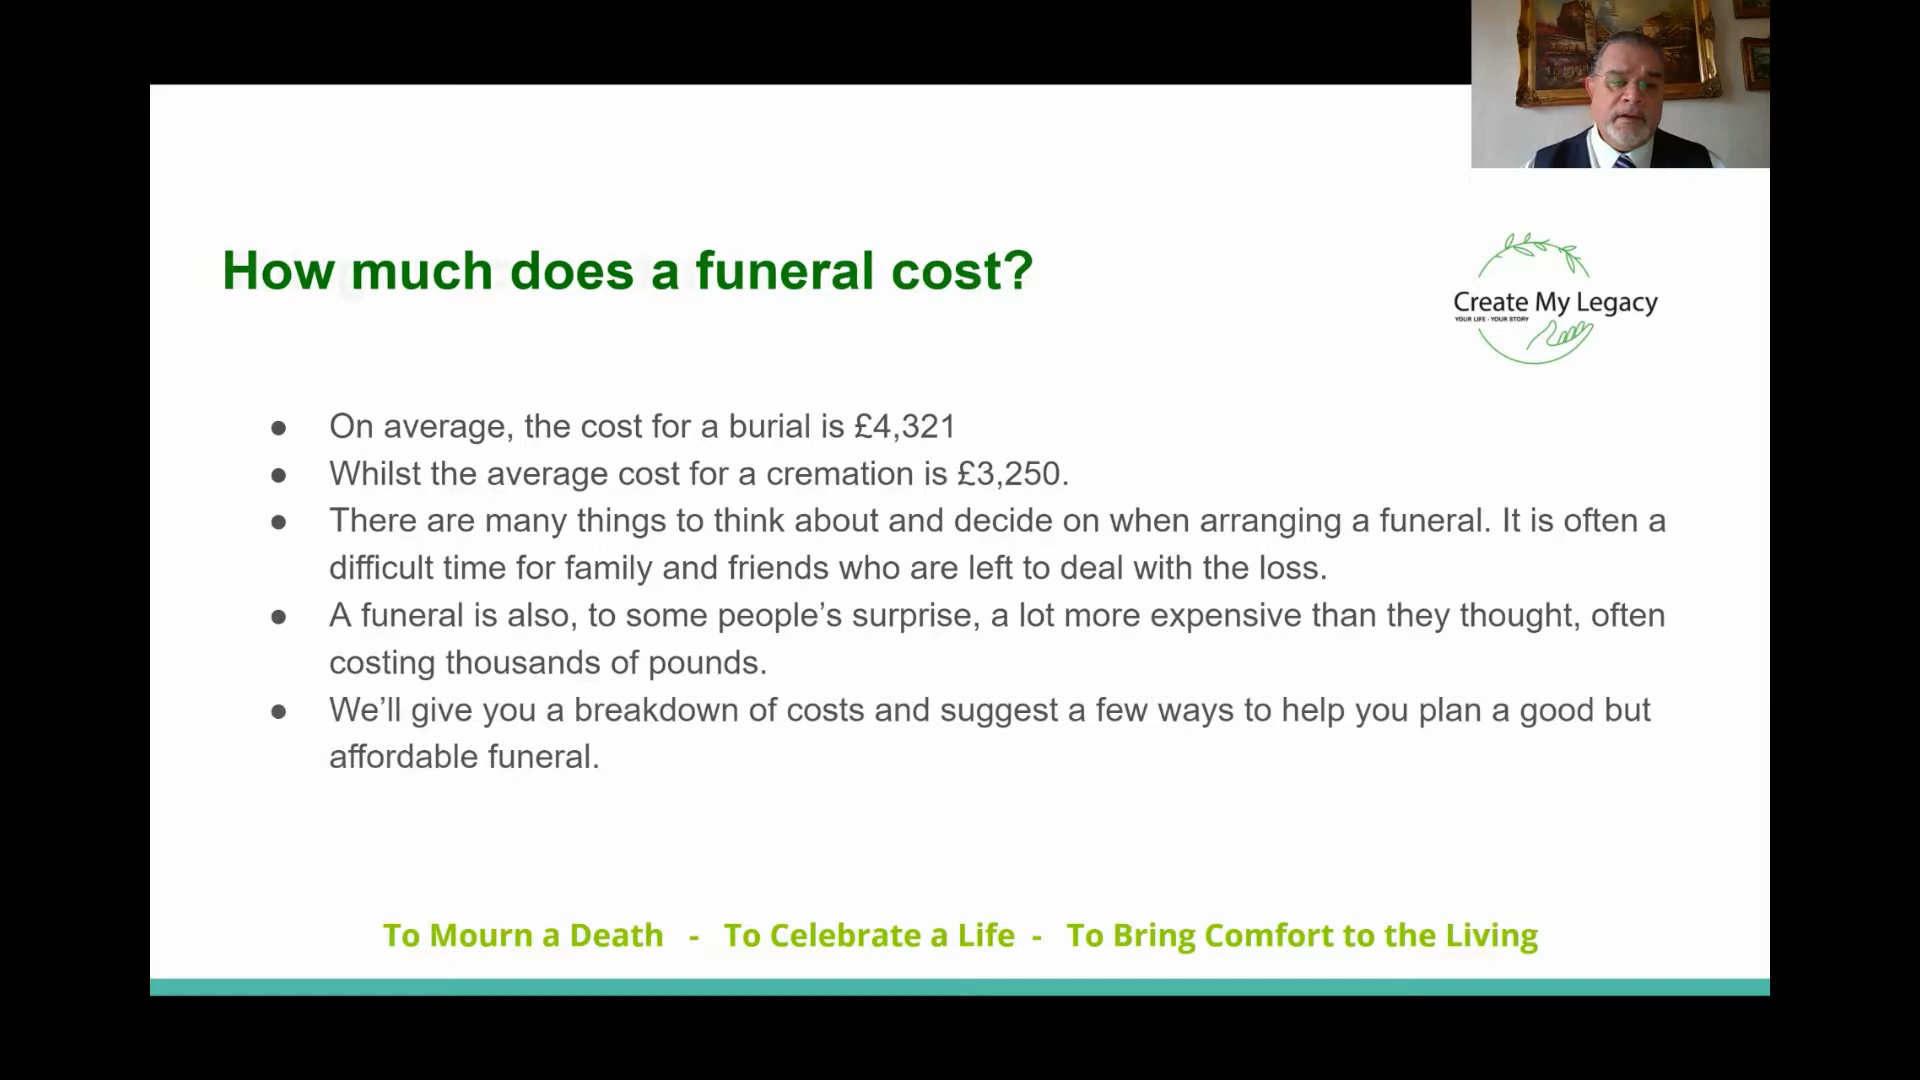 How much does a funeral cost?
Create My Legacy
YOUR LIFE - YOUR STORY
● On average, the cost for a burial is £4,321
● Whilst the average cost for a cremation is £3,250.
● There are many things to think about and decide on when arranging a funeral. It is often a
difficult time for family and friends who are left to deal with the loss.
● A funeral is also, to some people’s surprise, a lot more expensive than they thought, often
costing thousands of pounds.
● We’ll give you a breakdown of costs and suggest a few ways to help you plan a good but
affordable funeral.
To Mourn a Death - To Celebrate a Life - To Bring Comfort to the Living